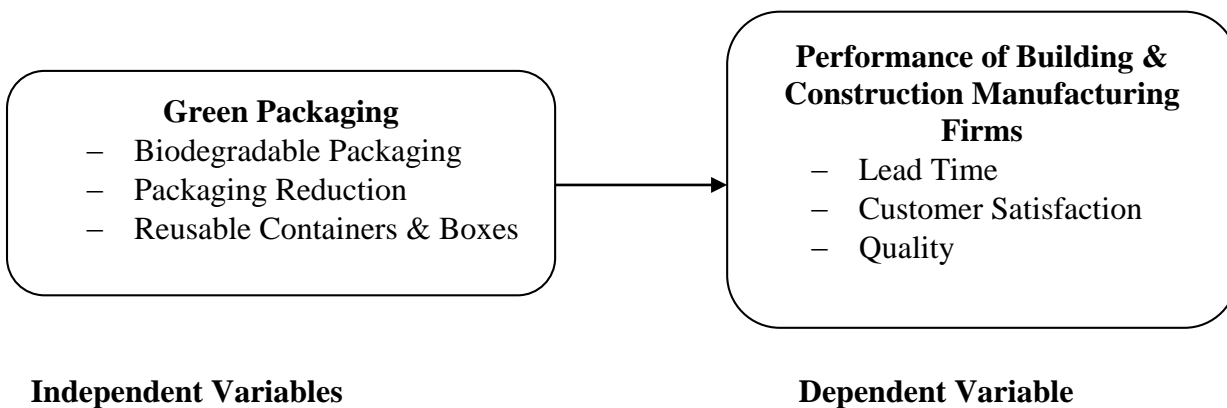 Green Packaging
– Biodegradable Packaging
– Packaging Reduction
– Reusable Containers & Boxes
Performance of Building &
Construction Manufacturing
Firms
– Lead Time
– Customer Satisfaction
– Quality
Independent Variables
Dependent Variable